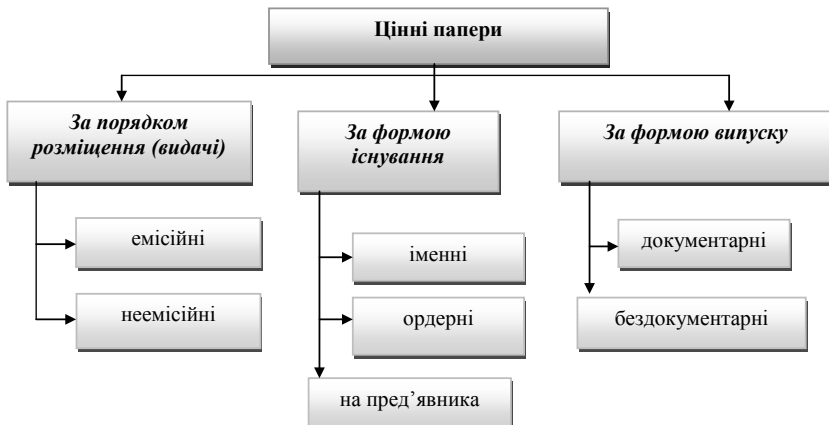 Цінні папери
За порядком
розміщення (видачі)
емісійні
неемісійні
За формою
існування
іменні
ордерні
на пред’явника
За формою випуску
документарні
бездокументарні